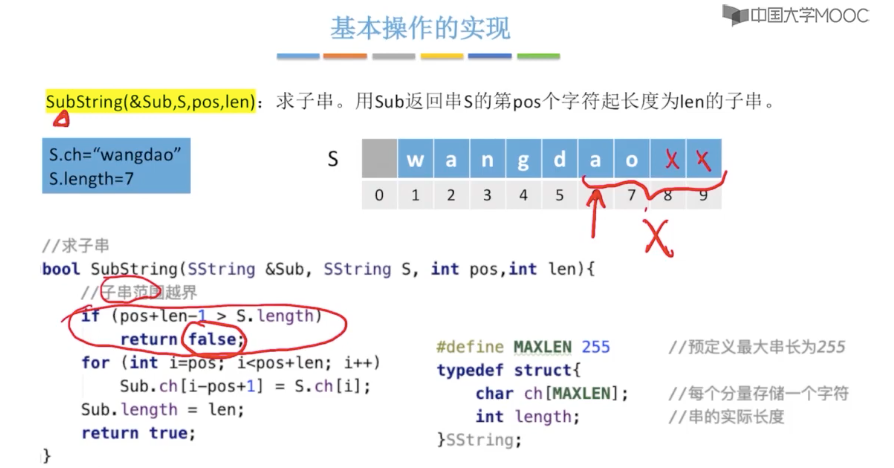 中国大学MOOC
基本操作的实现
SubString(&Sub,S,pos,len)：求子串。用Sub返回串S的第pos个字符起长度为len的子串。
S.ch="wangdao"
S.length=7
S
w a n g d a o X X
0 1 2 3 4 5 6 7 8 9
X
//求子串
bool SubString(SString &Sub, SString S, int pos,int len){
//子串范围越界
if (pos+len-1 > S.length)
return false;
for (int i=pos; i<pos+len; i++)
Sub.ch[i-pos+1] = S.ch[i];
Sub.length = len;
return true;
}
#define MAXLEN 255 //预定义最大串长为255
typedef struct{
char ch[MAXLEN]; //每个分量存储一个字符
int length; //串的实际长度
}SString;